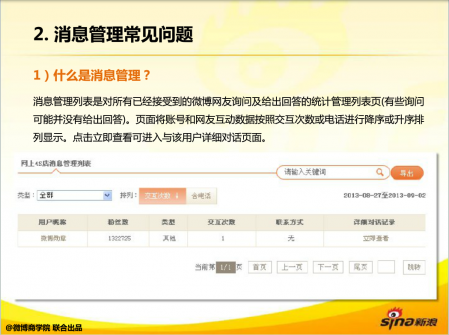 2. 消息管理常见问题
1）什么是消息管理？
消息管理列表是对所有已经接受到的微博网友询问及给出回答的统计管理列表页(有些询问
可能并没有给出回答)。页面将账号和网友互动数据按照交互次数或电话进行降序或升序排
列显示。点击立即查看可进入与该用户详细对话页面。
网上4S店消息管理列表
请输入关键词 导出
类型： 全部 排列： 交互次数 ↓ 含电话 2013-08-27至2013-09-02
用户昵称 粉丝数 类型 交互次数 联系方式 详细对话记录
微博商室 1322725 其他 1 无 立即查看
当前第 1/1 页 首页 上一页 下一页 尾页 跳转
@微博商学院 联合出品
sina新浪